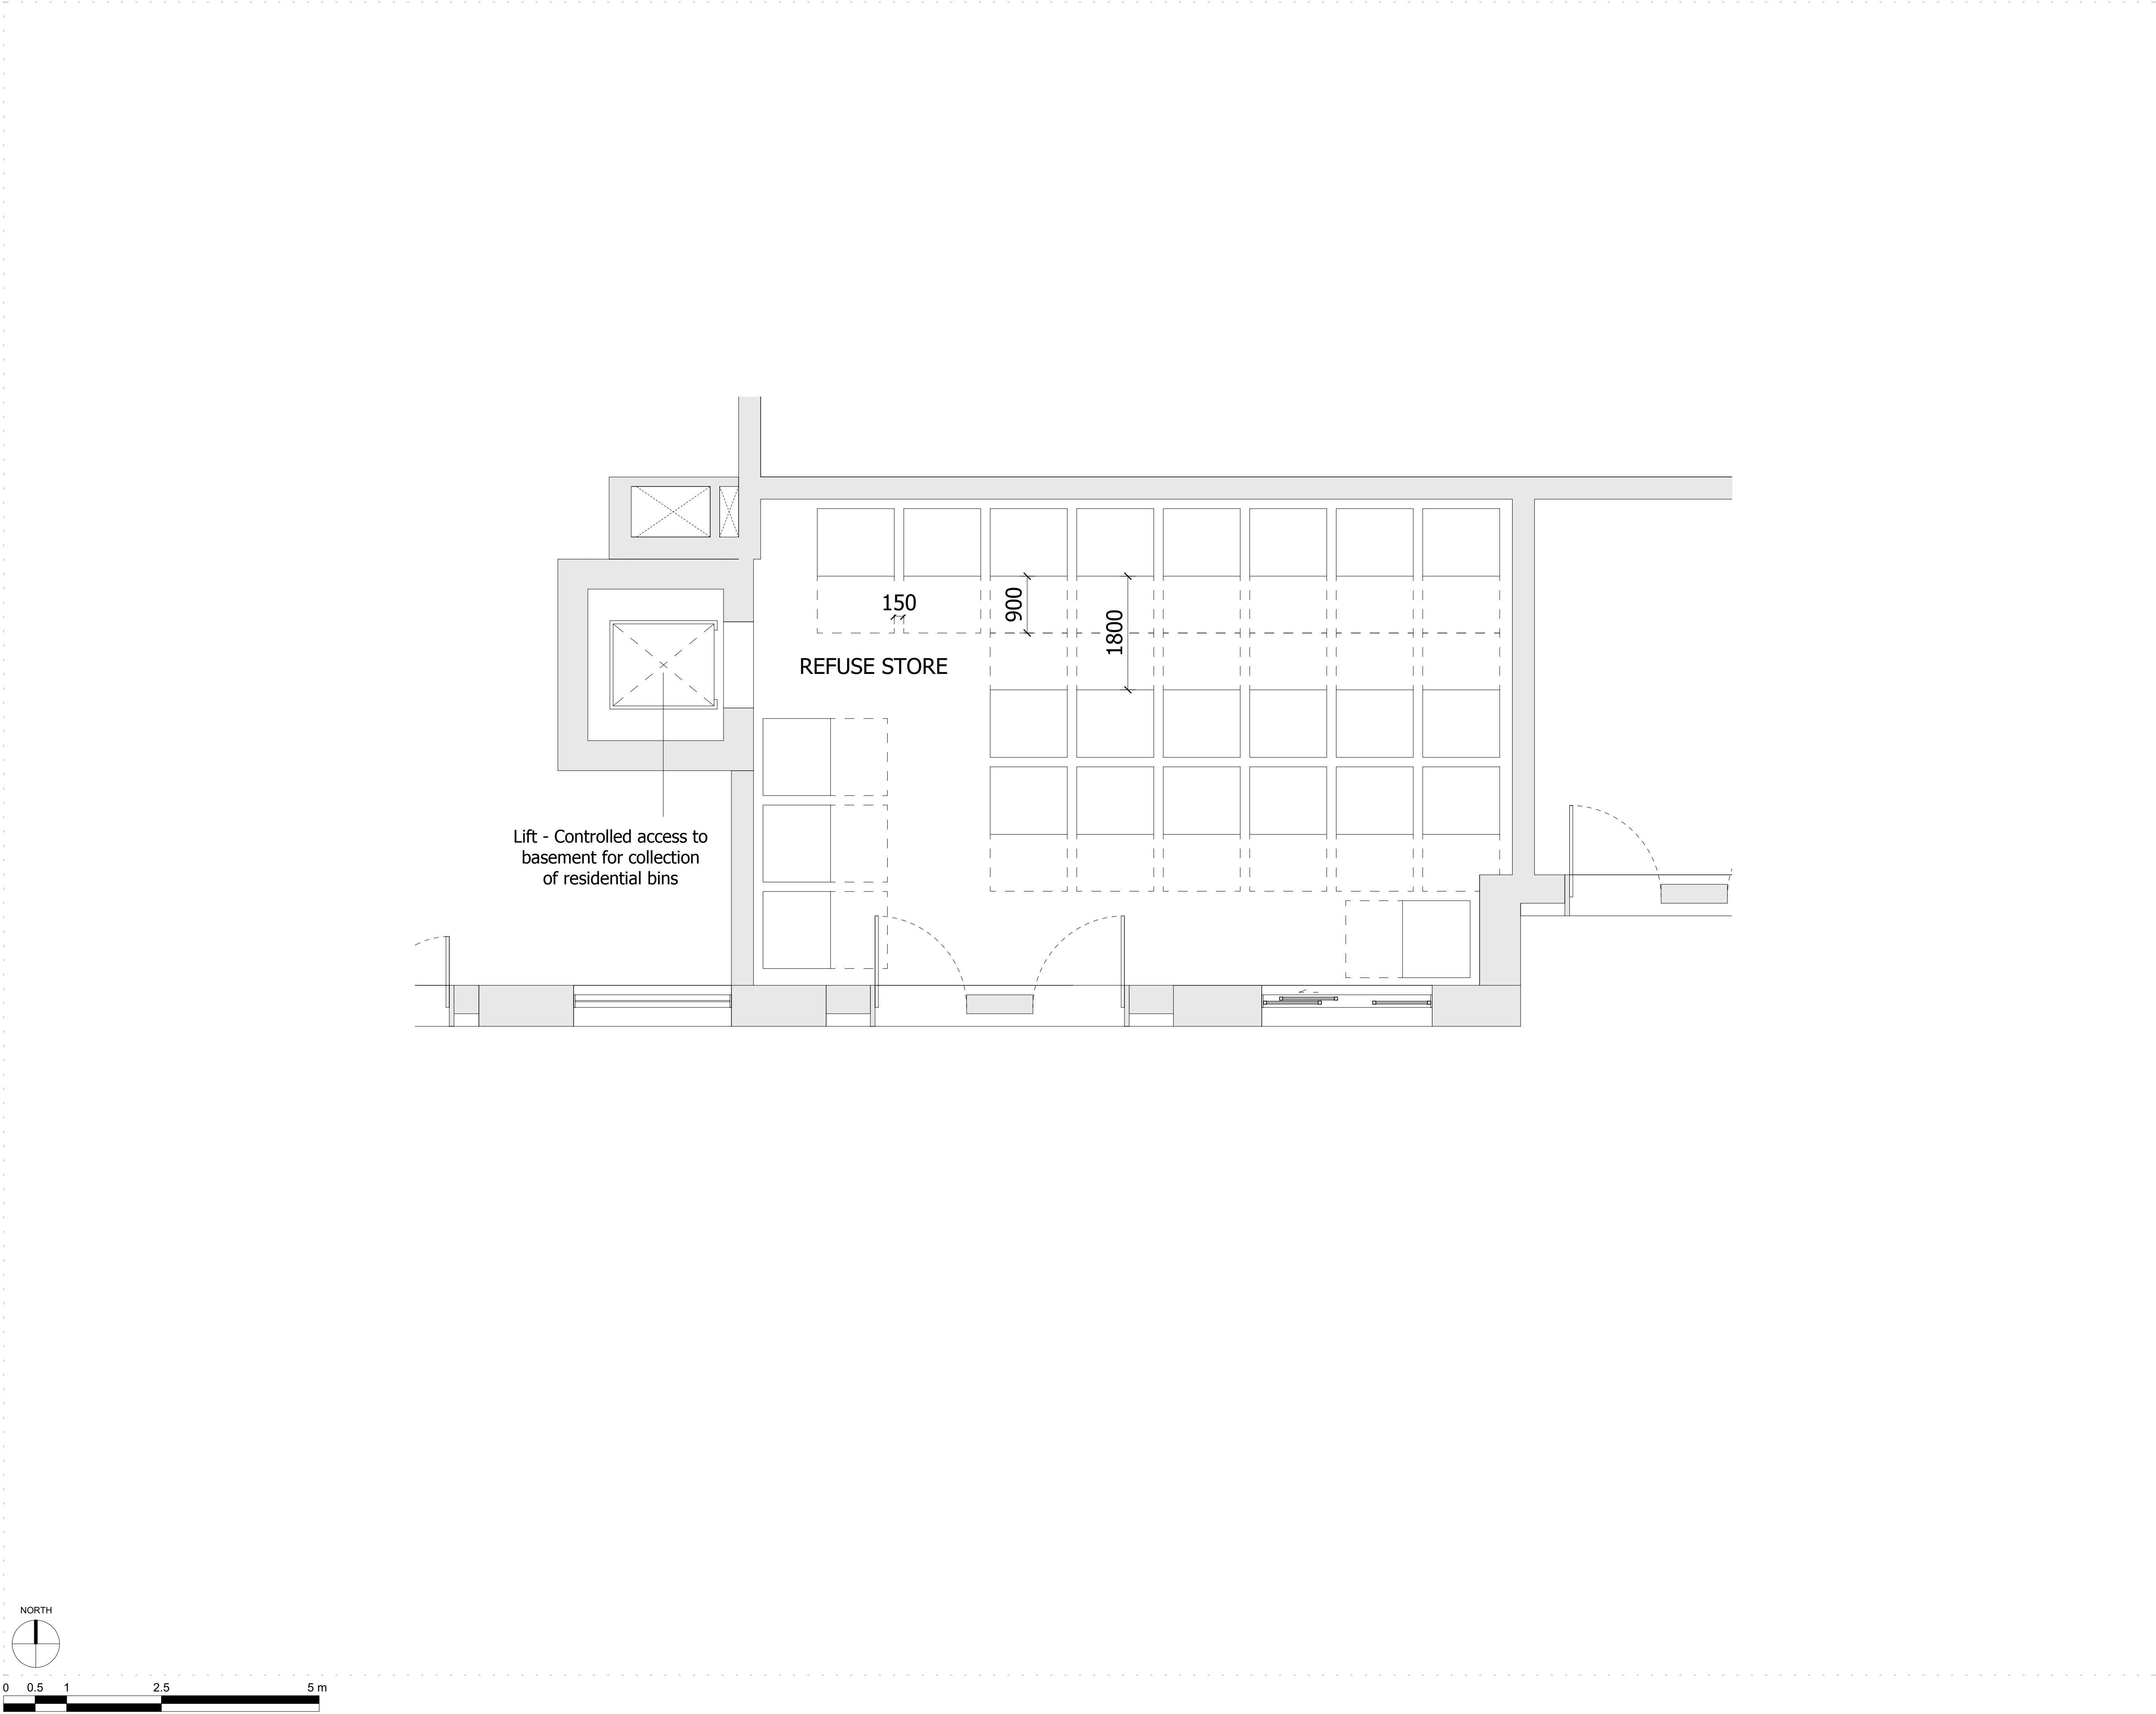 150
900
1800
REFUSE STORE
Lift - Controlled access to
basement for collection
of residential bins
NORTH
0 0.5 1 2.5 5 m